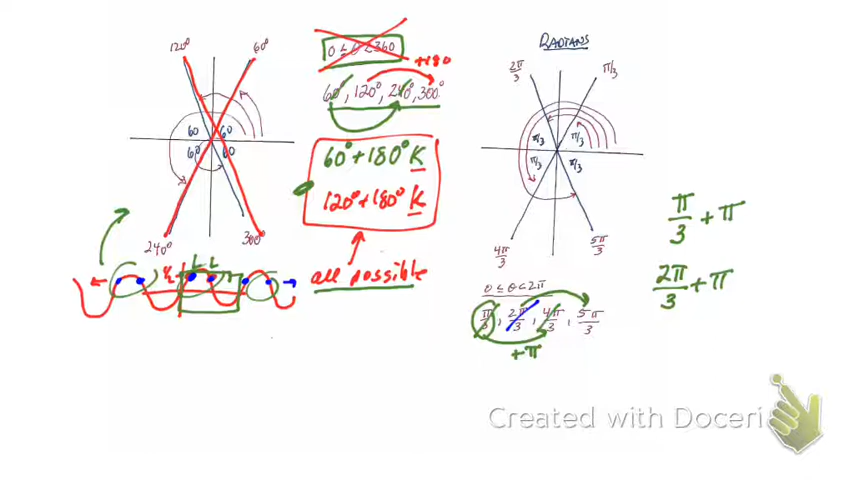 120°
60°
60
60
60
60
240°
300°
0 ≤ θ < 360
+180
60°, 120°, 240°, 300°
60° + 180° K
120° + 180° K
all possible
RADIANS
2π/3
π/3
π/3
π/3
π/3
π/3
4π/3
5π/3
0 ≤ θ < 2π
π/3, 2π/3, 4π/3, 5π/3
+π
π/3 + π
2π/3 + π
Created with Doceri